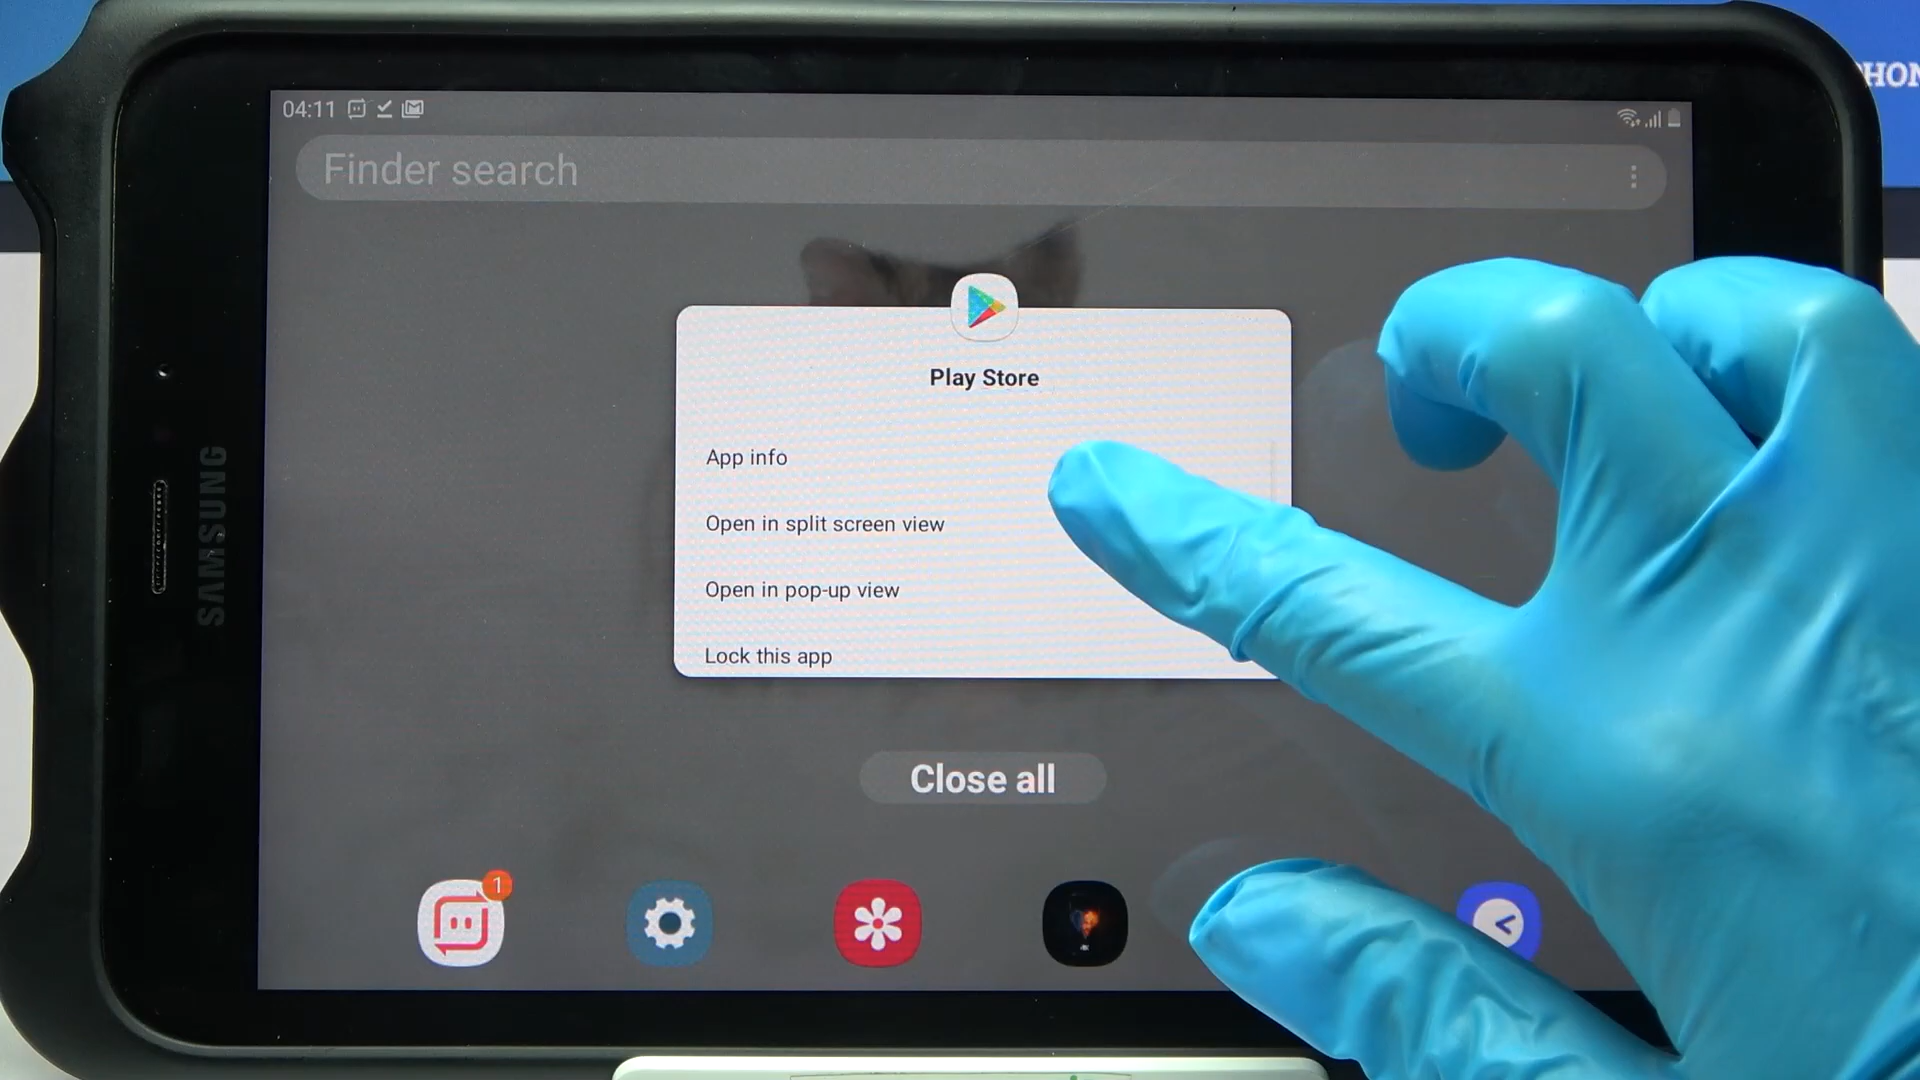 HON
04:11
Finder search
SAMSUNG
Play Store
App info
Open in split screen view
Open in pop-up view
Lock this app
Close all
1